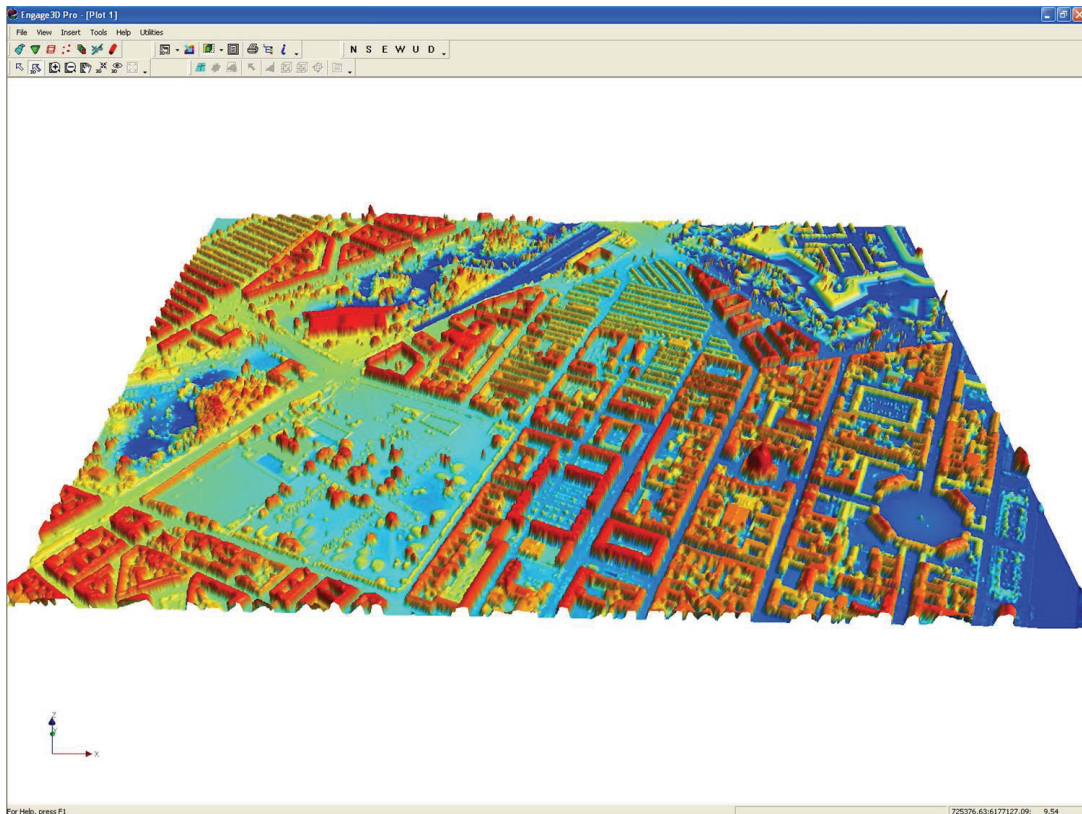 Engage3D Pro - [Plot 1]
File View Insert Tools Help Utilities
N S E W U D
Z
Y
X
For Help, press F1
725376.63:6177127.09: 9.54